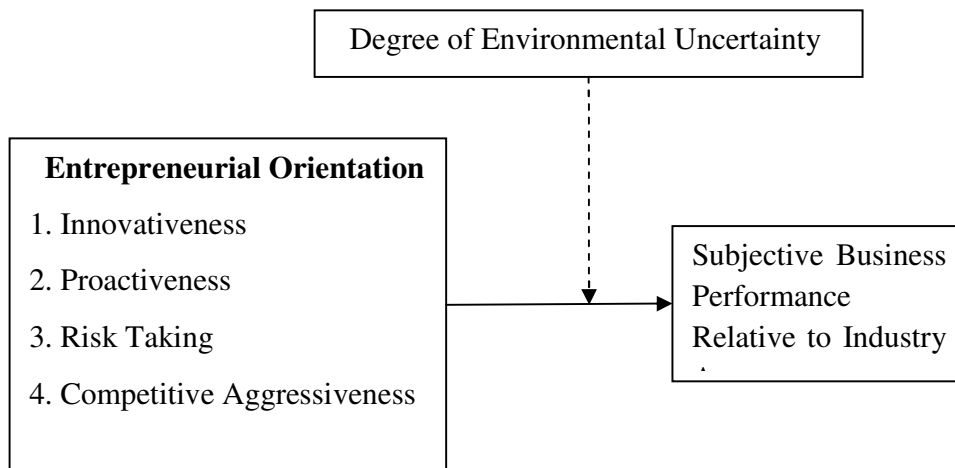 Degree of Environmental Uncertainty
Entrepreneurial Orientation
1. Innovativeness
2. Proactiveness
3. Risk Taking
4. Competitive Aggressiveness
Subjective Business
Performance
Relative to Industry